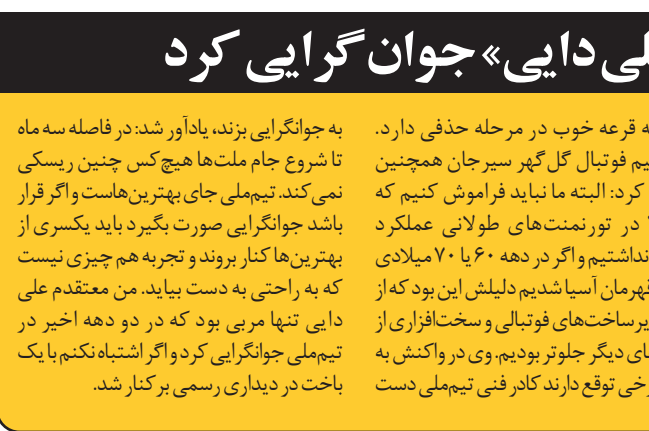 دایی» جوان گرایی کرد
قرعه خوب در مرحله حذفی دارد.
فوتبال گل گهر سیرجان همچنین
کرد: البته ما نباید فراموش کنیم که
در تورنمنت‌های طولانی عملکرد
نداشتیم و اگر در دهه ۶۰ یا ۷۰ میلادی
قهرمان آسیا شدیم دلیلش این بود که از
زیرساخت‌های فوتبالی و سخت‌افزاری از
دیگر جلوتر بودیم. وی در واکنش به
توقع دارند کادر فنی تیم‌ملی دست
به جوانگرایی بزند، یادآور شد: در فاصله سه ماه
تا شروع جام ملت‌ها هیچ‌کس چنین ریسکی
نمی‌کند. تیم‌ملی جای بهترین‌هاست و اگر قرار
باشد جوانگرایی صورت بگیرد باید یکسری از
بهترین‌ها کنار بروند و تجربه هم چیزی نیست
که به راحتی به دست بیاید. من معتقدم علی
دایی تنها مربی بود که در دو دهه اخیر در
تیم‌ملی جوانگرایی کرد و اگر اشتباه نکنم با یک
باخت در دیداری رسمی برکنار شد.